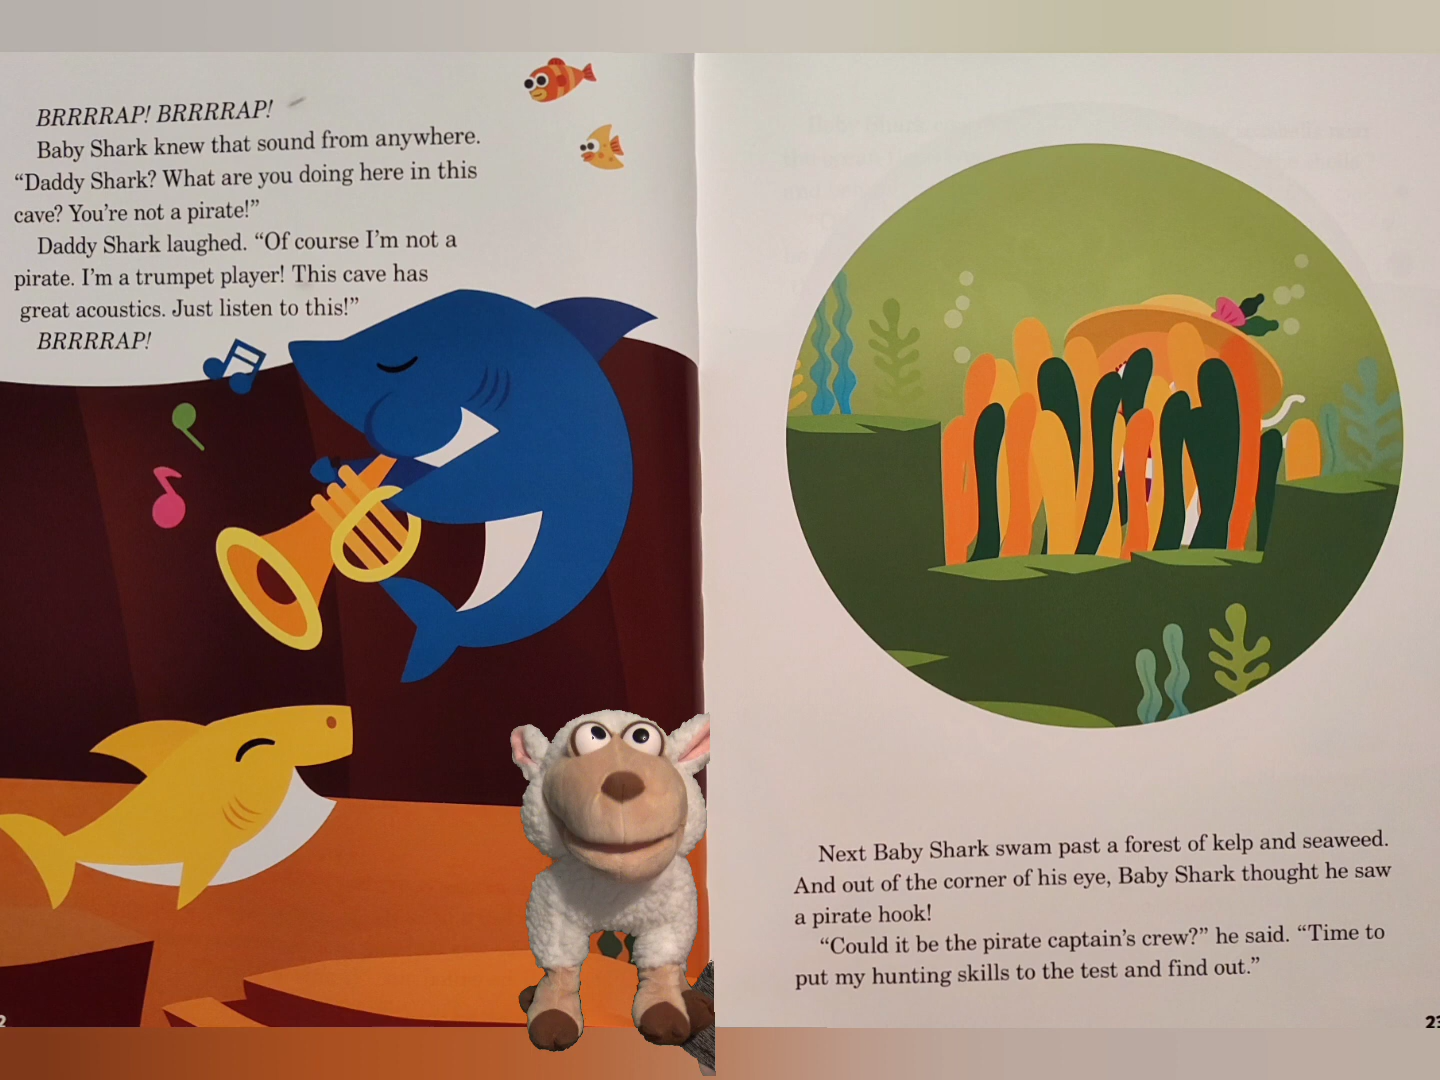 BRRRRAP! BRRRRAP!
Baby Shark knew that sound from anywhere.
“Daddy Shark? What are you doing here in this
cave? You’re not a pirate!”
Daddy Shark laughed. “Of course I’m not a
pirate. I’m a trumpet player! This cave has
great acoustics. Just listen to this!”
BRRRRAP!
Next Baby Shark swam past a forest of kelp and seaweed.
And out of the corner of his eye, Baby Shark thought he saw
a pirate hook!
“Could it be the pirate captain’s crew?” he said. “Time to
put my hunting skills to the test and find out.”